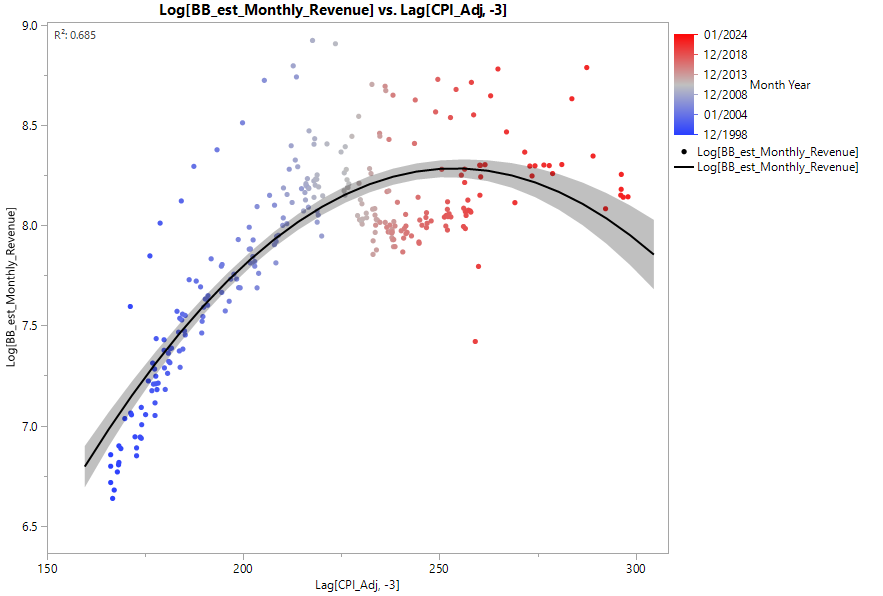 Log[BB_est_Monthly_Revenue] vs. Lag[CPI_Adj, -3]
R²: 0.685
9.0
8.5
8.0
7.5
7.0
6.5
Log[BB_est_Monthly_Revenue]
150
200
250
300
Lag[CPI_Adj, -3]
01/2024
12/2018
12/2013
12/2008
01/2004
12/1998
Month Year
Log[BB_est_Monthly_Revenue]
Log[BB_est_Monthly_Revenue]